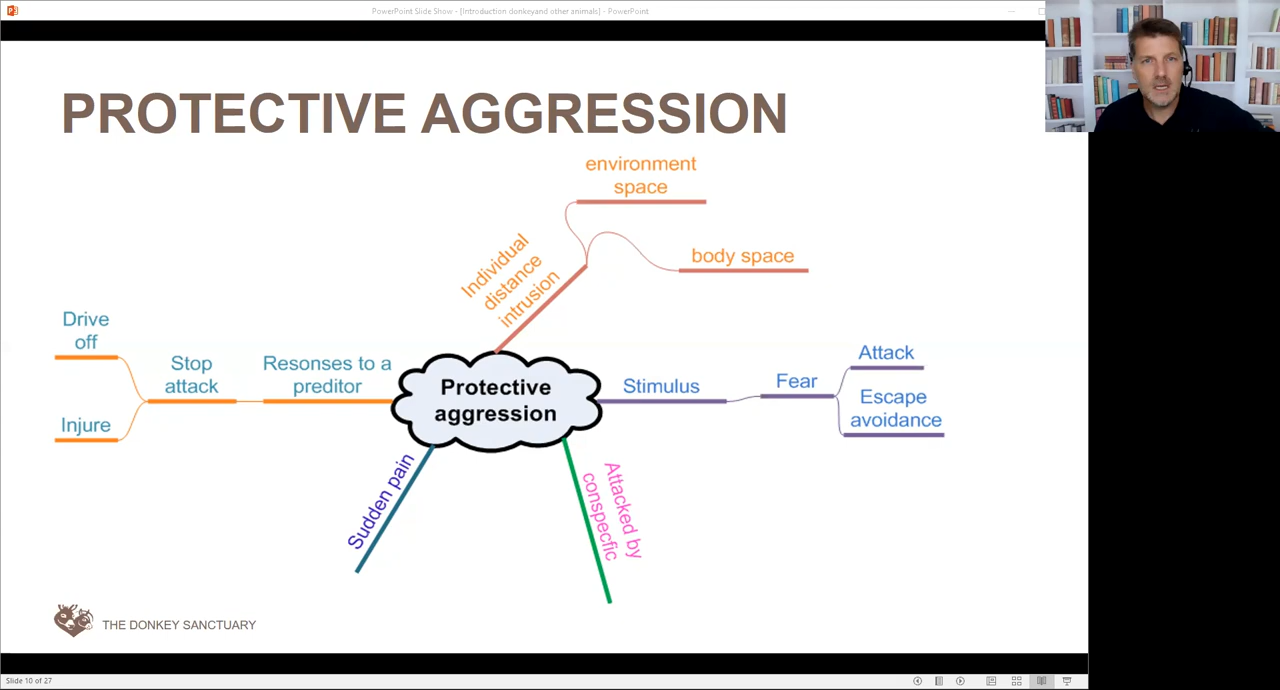 PowerPoint Slide Show - [Introduction donkeyand other animals] - PowerPoint
PROTECTIVE AGGRESSION
environment
space
body space
Individual
distance
intrusion
Drive
off
Stop
attack
Resonses to a
preditor
Injure
Protective
aggression
Stimulus
Fear
Attack
Escape
avoidance
Sudden pain
Attacked by
conspecfic
THE DONKEY SANCTUARY
Slide 10 of 27